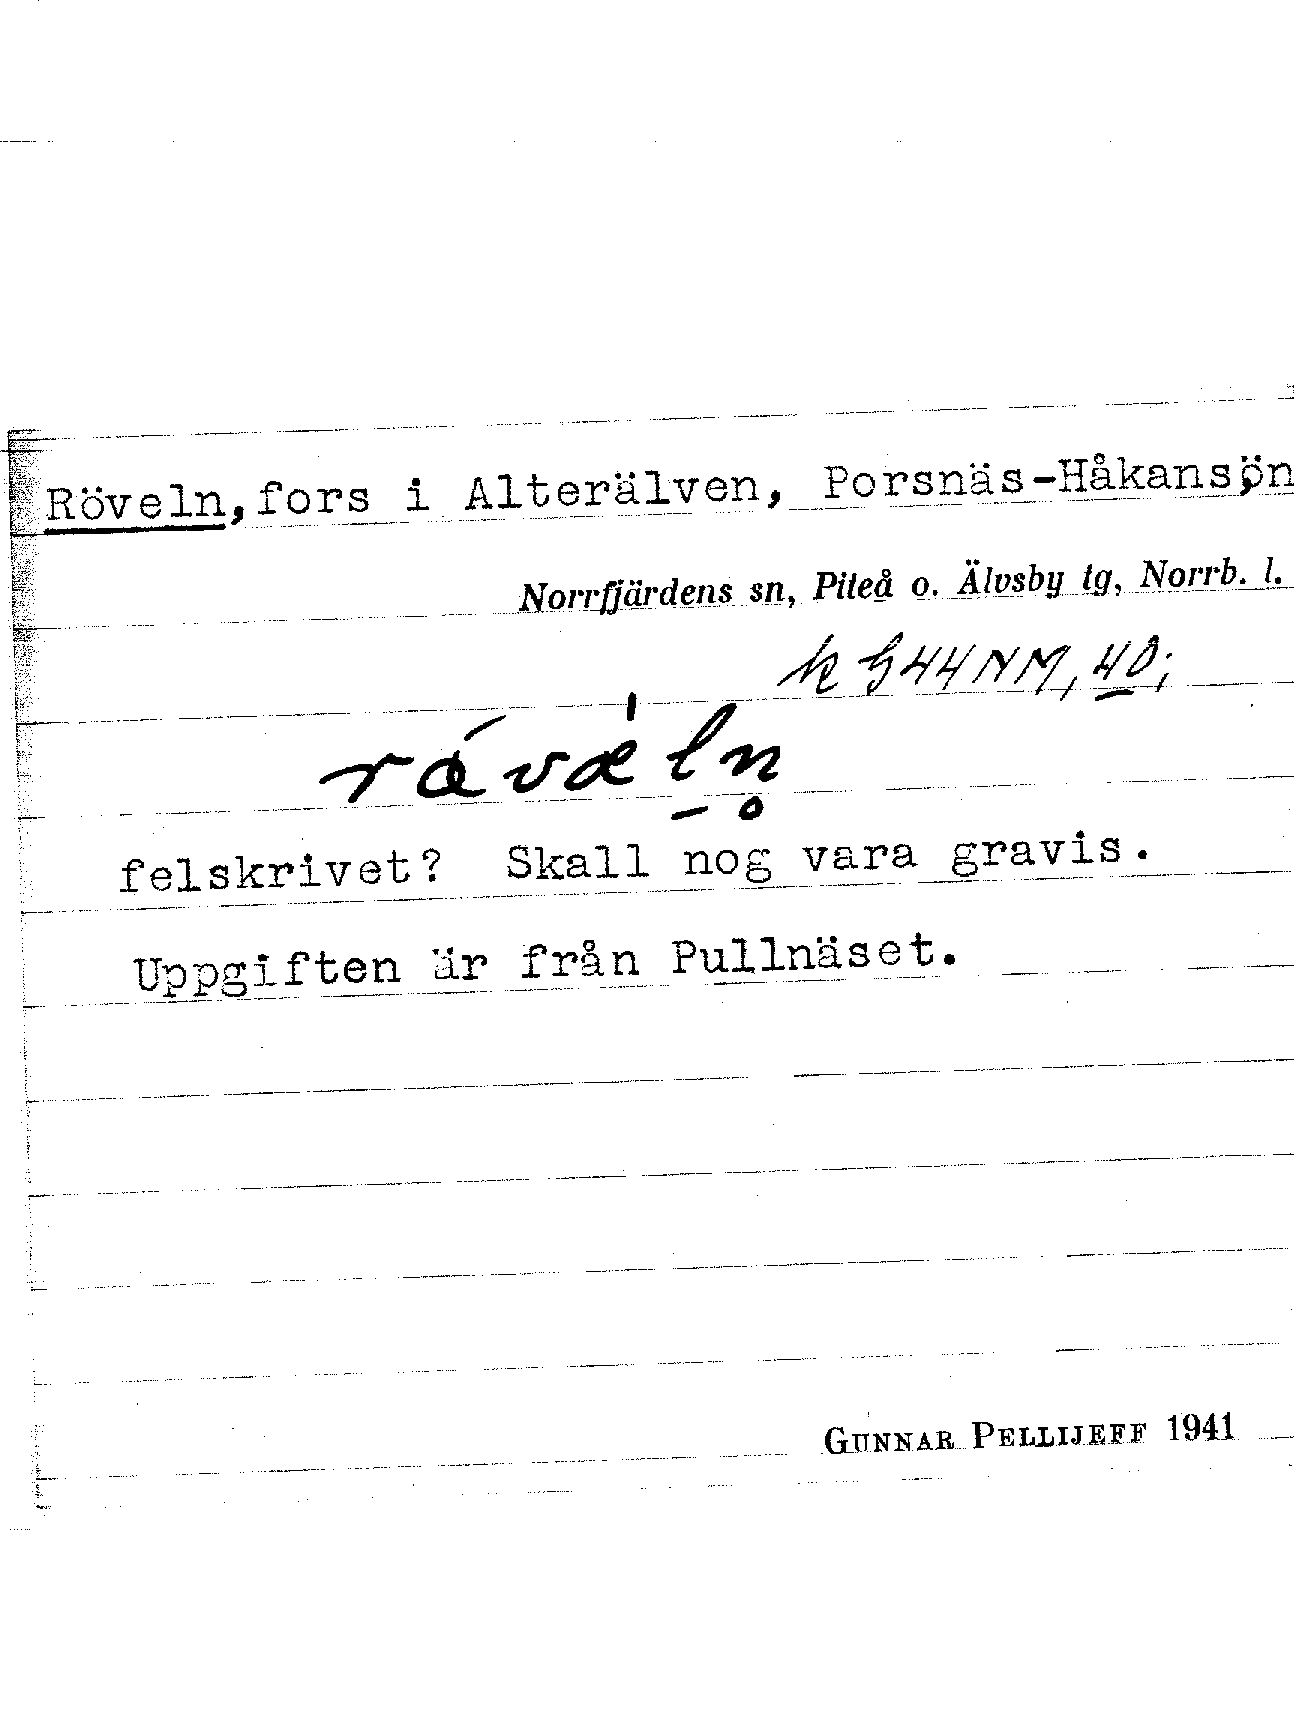 Röveln, fors i Alterälven, Porsnäs-Håkansön
Norrfjärdens sn, Piteå o. Älvsby tg, Norrb. l.
felskrivet? Skall nog vara gravis.
Uppgiften är från Pullnäset.
GUNNAR PELLIJEFF 1941